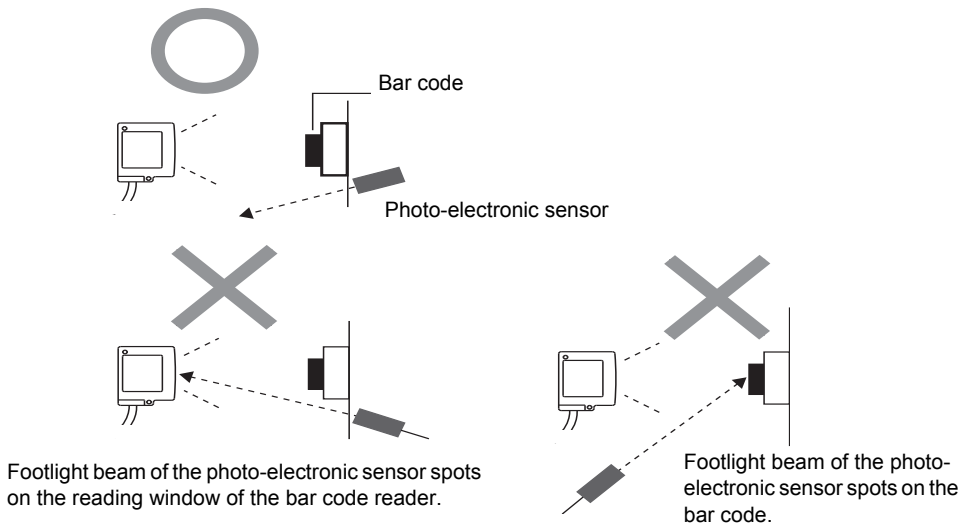 Bar code
Photo-electronic sensor
Footlight beam of the photo-electronic sensor spots
on the reading window of the bar code reader.
Footlight beam of the photo-
electronic sensor spots on the
bar code.